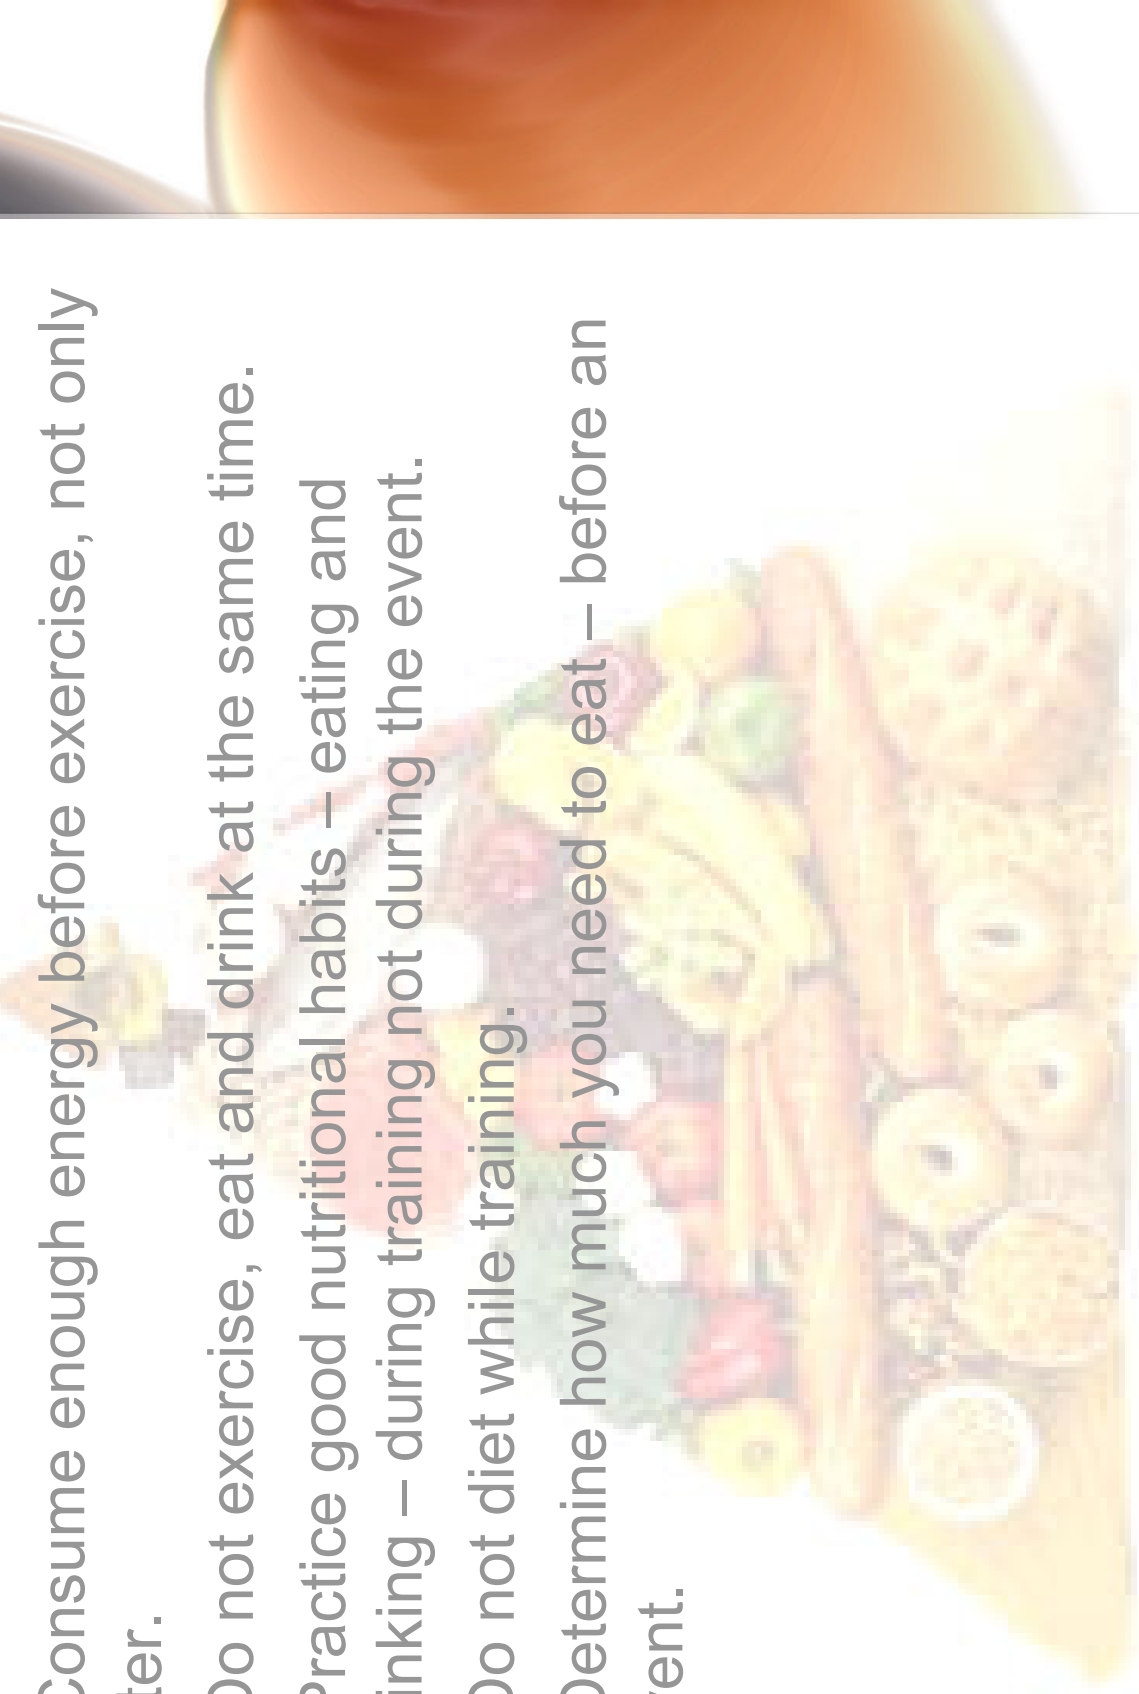 Consume enough energy before exercise, not only
ter.
Do not exercise, eat and drink at the same time.
Practice good nutritional habits – eating and
inking – during training not during the event.
Do not diet while training.
Determine how much you need to eat – before an
vent.